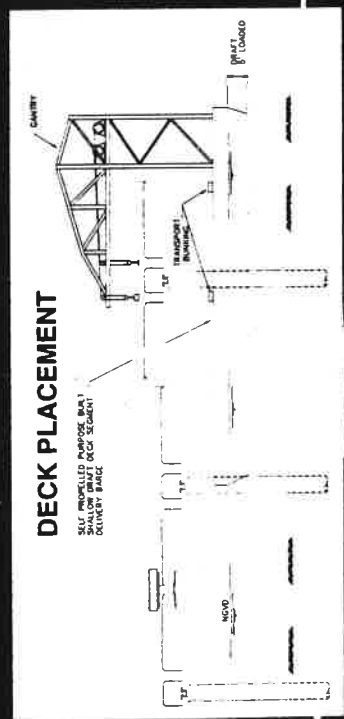 DECK PLACEMENT
SELF PROPELLED PURPOSE BUILT
SHALLOW DRAFT DECK SEGMENT
DELIVERY BARGE
GANTRY
TRANSPORT
BUNKING
DRAFT
LOADED
NGVD